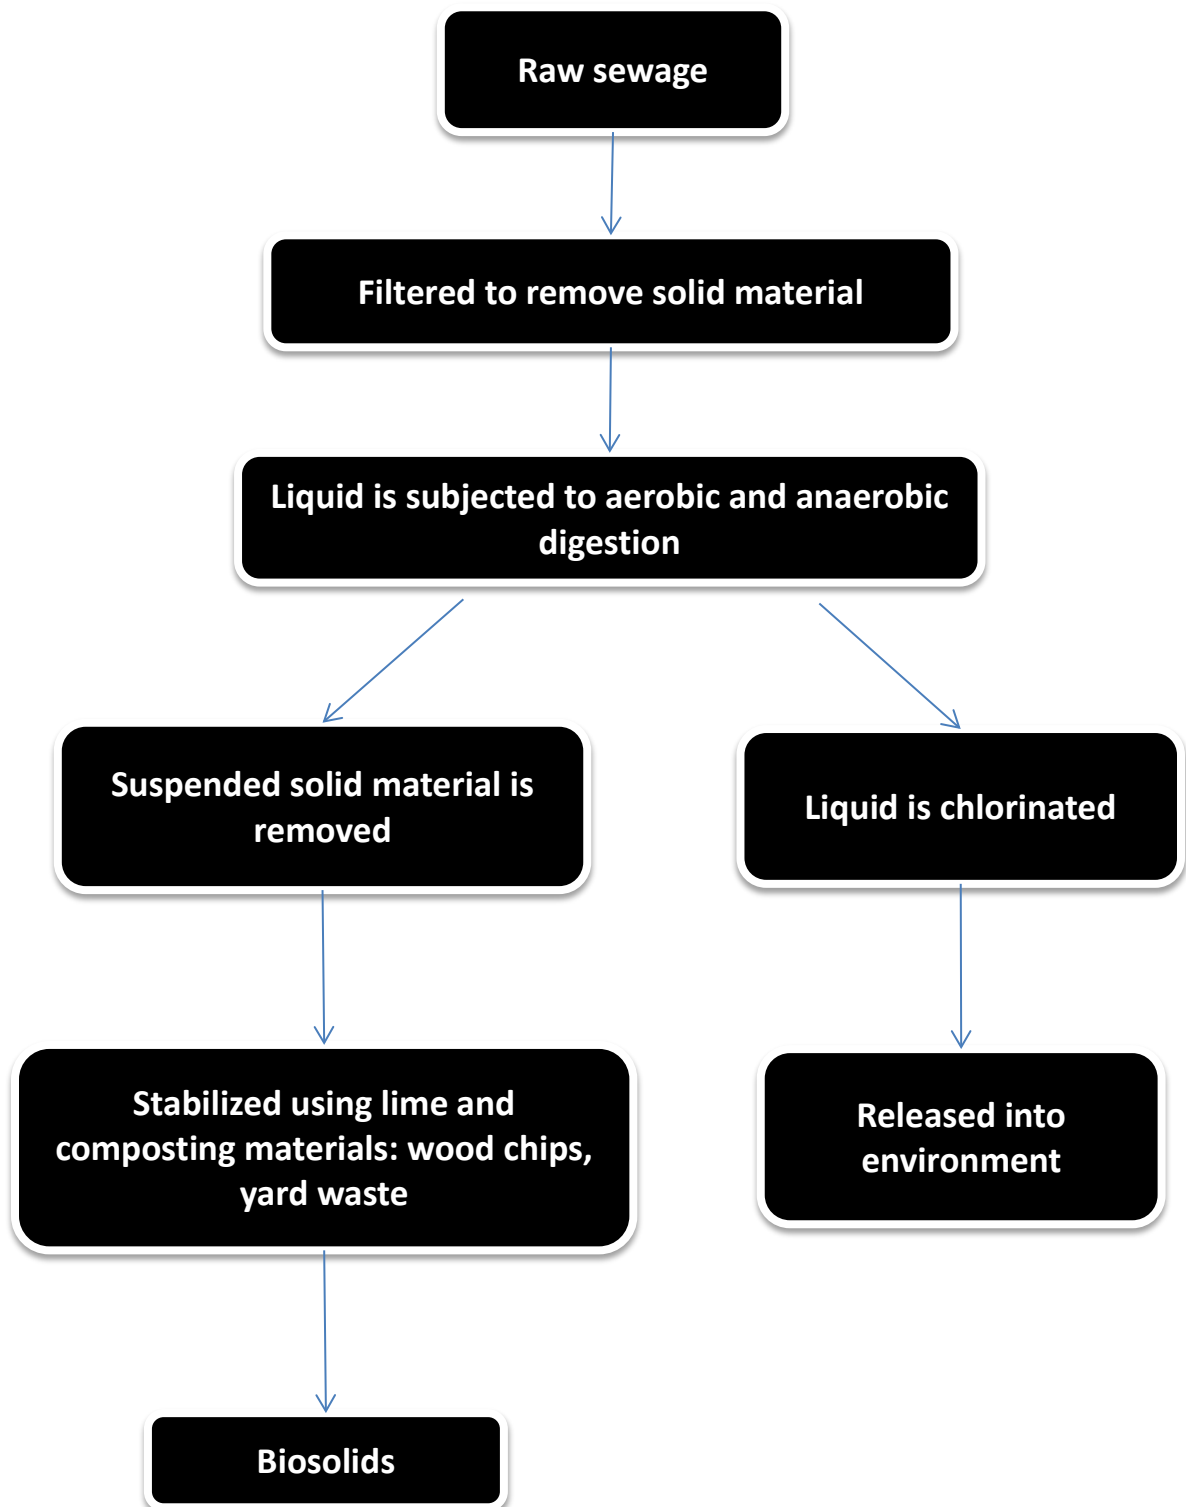 Raw sewage
Filtered to remove solid material
Liquid is subjected to aerobic and anaerobic
digestion
Suspended solid material is
removed
Liquid is chlorinated
Stabilized using lime and
composting materials: wood chips,
yard waste
Released into
environment
Biosolids